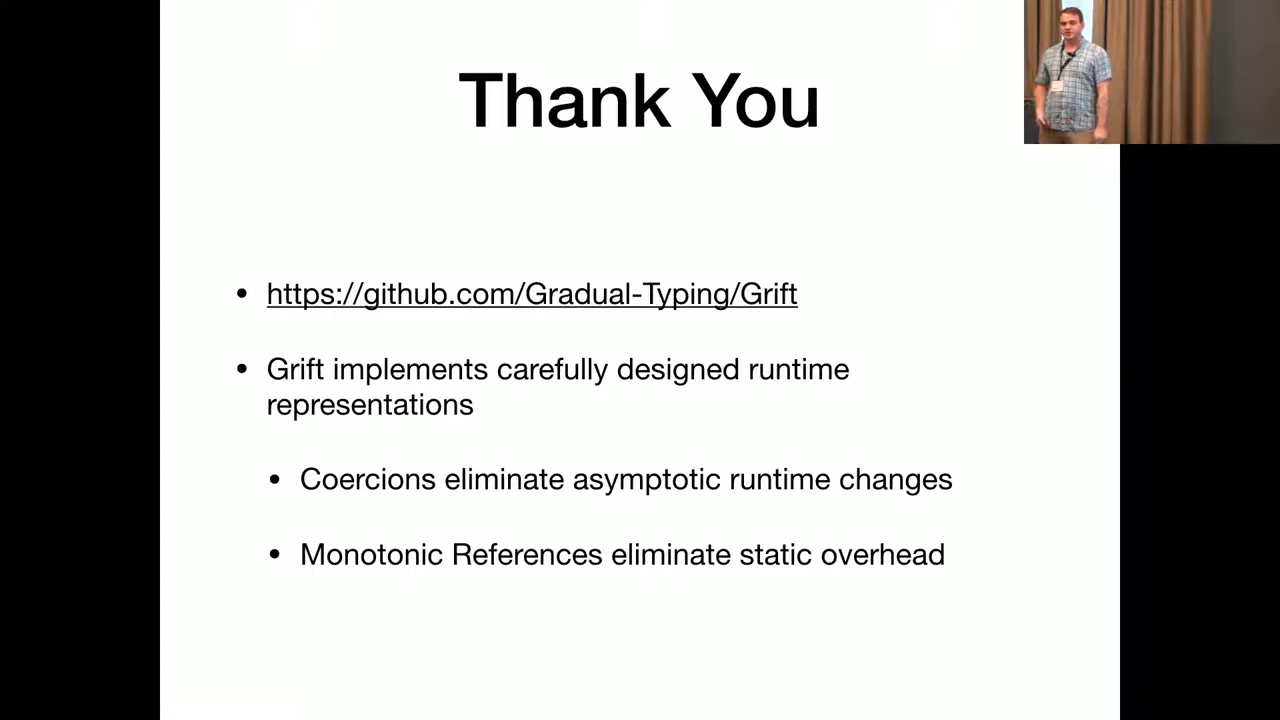 Thank You
• https://github.com/Gradual-Typing/Grift
• Grift implements carefully designed runtime
representations
• Coercions eliminate asymptotic runtime changes
• Monotonic References eliminate static overhead